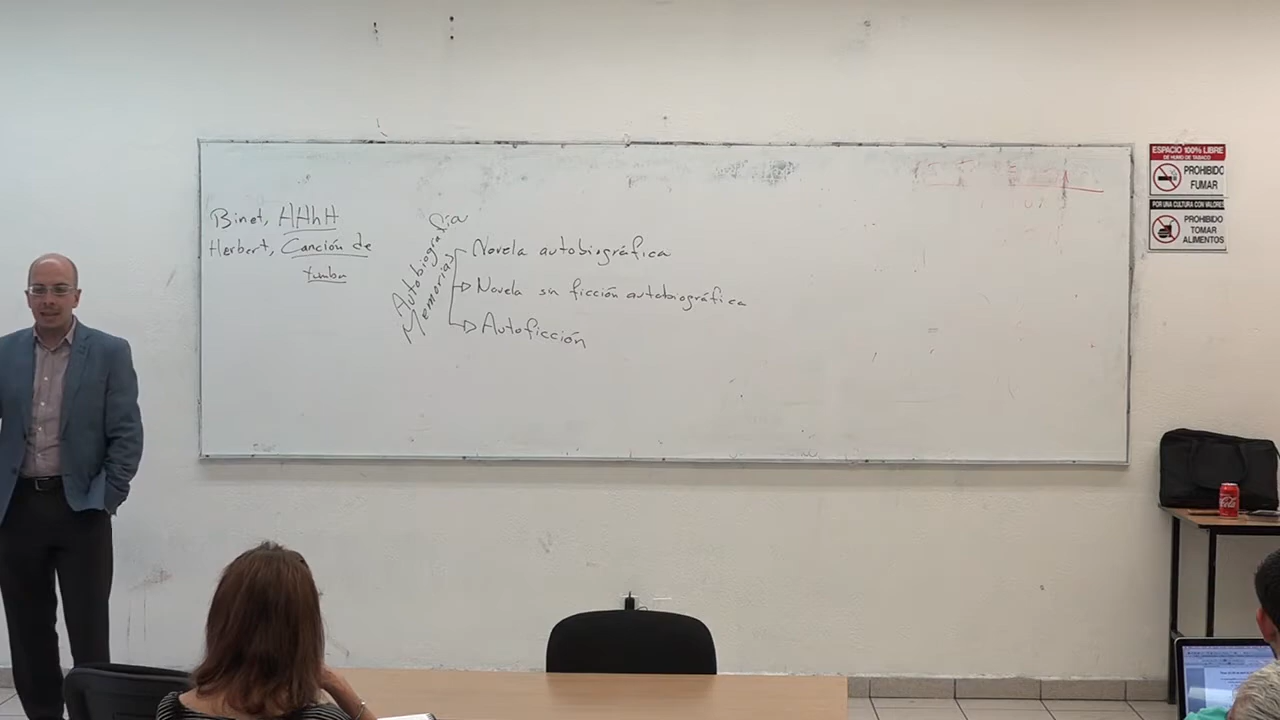 Binet, HHhH
Herbert, Canción de
tumba
Autobiografía
Memorias
Novela autobiográfica
Novela sin ficción autobiográfica
Autoficción
ESPACIO 100% LIBRE
DE HUMO DE TABACO
PROHIBIDO
FUMAR
POR UNA CULTURA CON VALORES
PROHIBIDO
TOMAR
ALIMENTOS